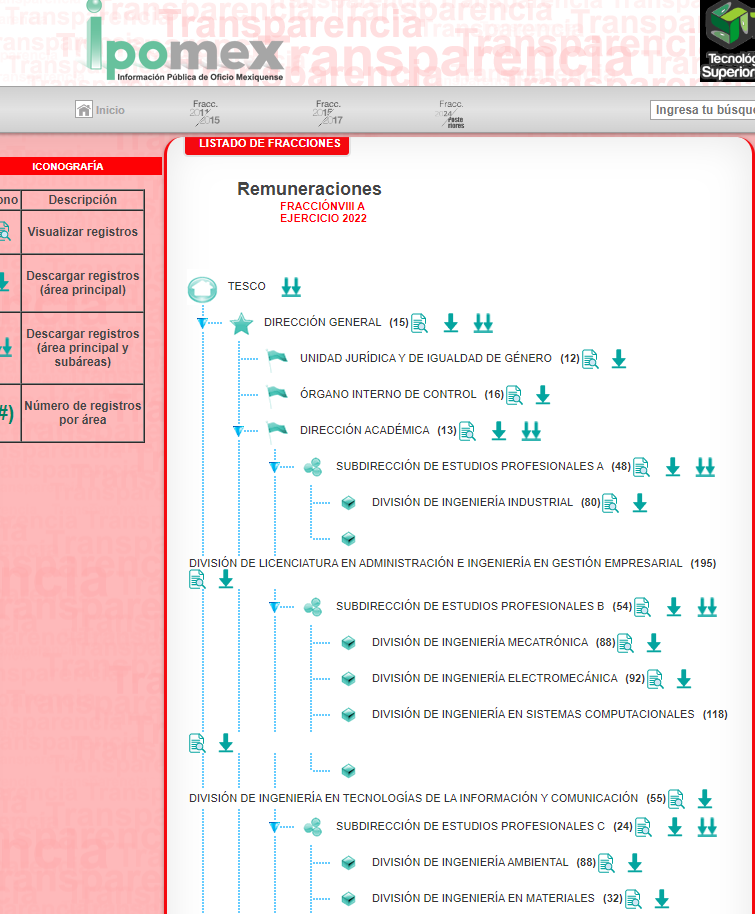 Transparencia
ipomex
Información Pública de Oficio Mexiquense
Inicio
Fracc.
2015
Fracc.
2017
Fracc.
LISTADO DE FRACCIONES
ICONOGRAFÍA
Descripción
Visualizar registros
Descargar registros
(área principal)
Descargar registros
(área principal y
subáreas)
#)
Número de registros
por área
Remuneraciones
FRACCIÓNVIII A
EJERCICIO 2022
TESCO
DIRECCIÓN GENERAL (15)
UNIDAD JURÍDICA Y DE IGUALDAD DE GÉNERO (12)
ÓRGANO INTERNO DE CONTROL (16)
DIRECCIÓN ACADÉMICA (13)
SUBDIRECCIÓN DE ESTUDIOS PROFESIONALES A (48)
DIVISIÓN DE INGENIERÍA INDUSTRIAL (80)
DIVISIÓN DE LICENCIATURA EN ADMINISTRACIÓN E INGENIERÍA EN GESTIÓN EMPRESARIAL (195)
SUBDIRECCIÓN DE ESTUDIOS PROFESIONALES B (54)
DIVISIÓN DE INGENIERÍA MECATRÓNICA (88)
DIVISIÓN DE INGENIERÍA ELECTROMECÁNICA (92)
DIVISIÓN DE INGENIERÍA EN SISTEMAS COMPUTACIONALES (118)
DIVISIÓN DE INGENIERÍA EN TECNOLOGÍAS DE LA INFORMACIÓN Y COMUNICACIÓN (55)
SUBDIRECCIÓN DE ESTUDIOS PROFESIONALES C (24)
DIVISIÓN DE INGENIERÍA AMBIENTAL (88)
DIVISIÓN DE INGENIERÍA EN MATERIALES (32)
Tecnológ
Superior
Ingresa tu búsque